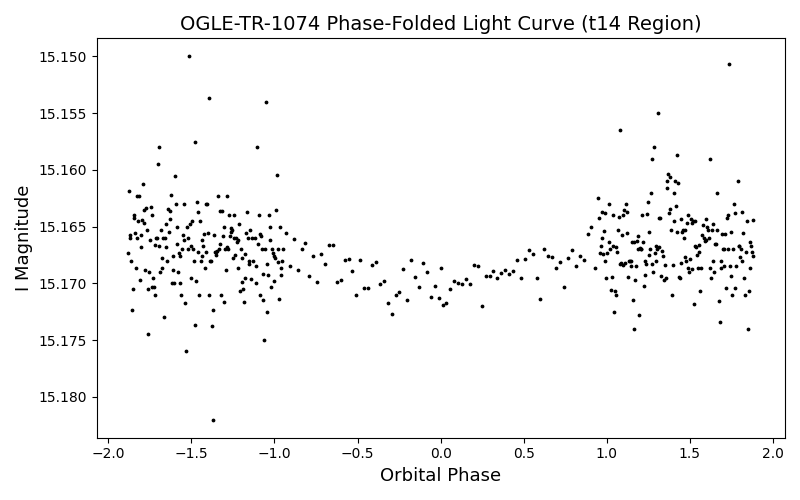 OGLE-TR-1074 Phase-Folded Light Curve (t14 Region)
I Magnitude
15.150
15.155
15.160
15.165
15.170
15.175
15.180
−2.0 −1.5 −1.0 −0.5 0.0 0.5 1.0 1.5 2.0
Orbital Phase